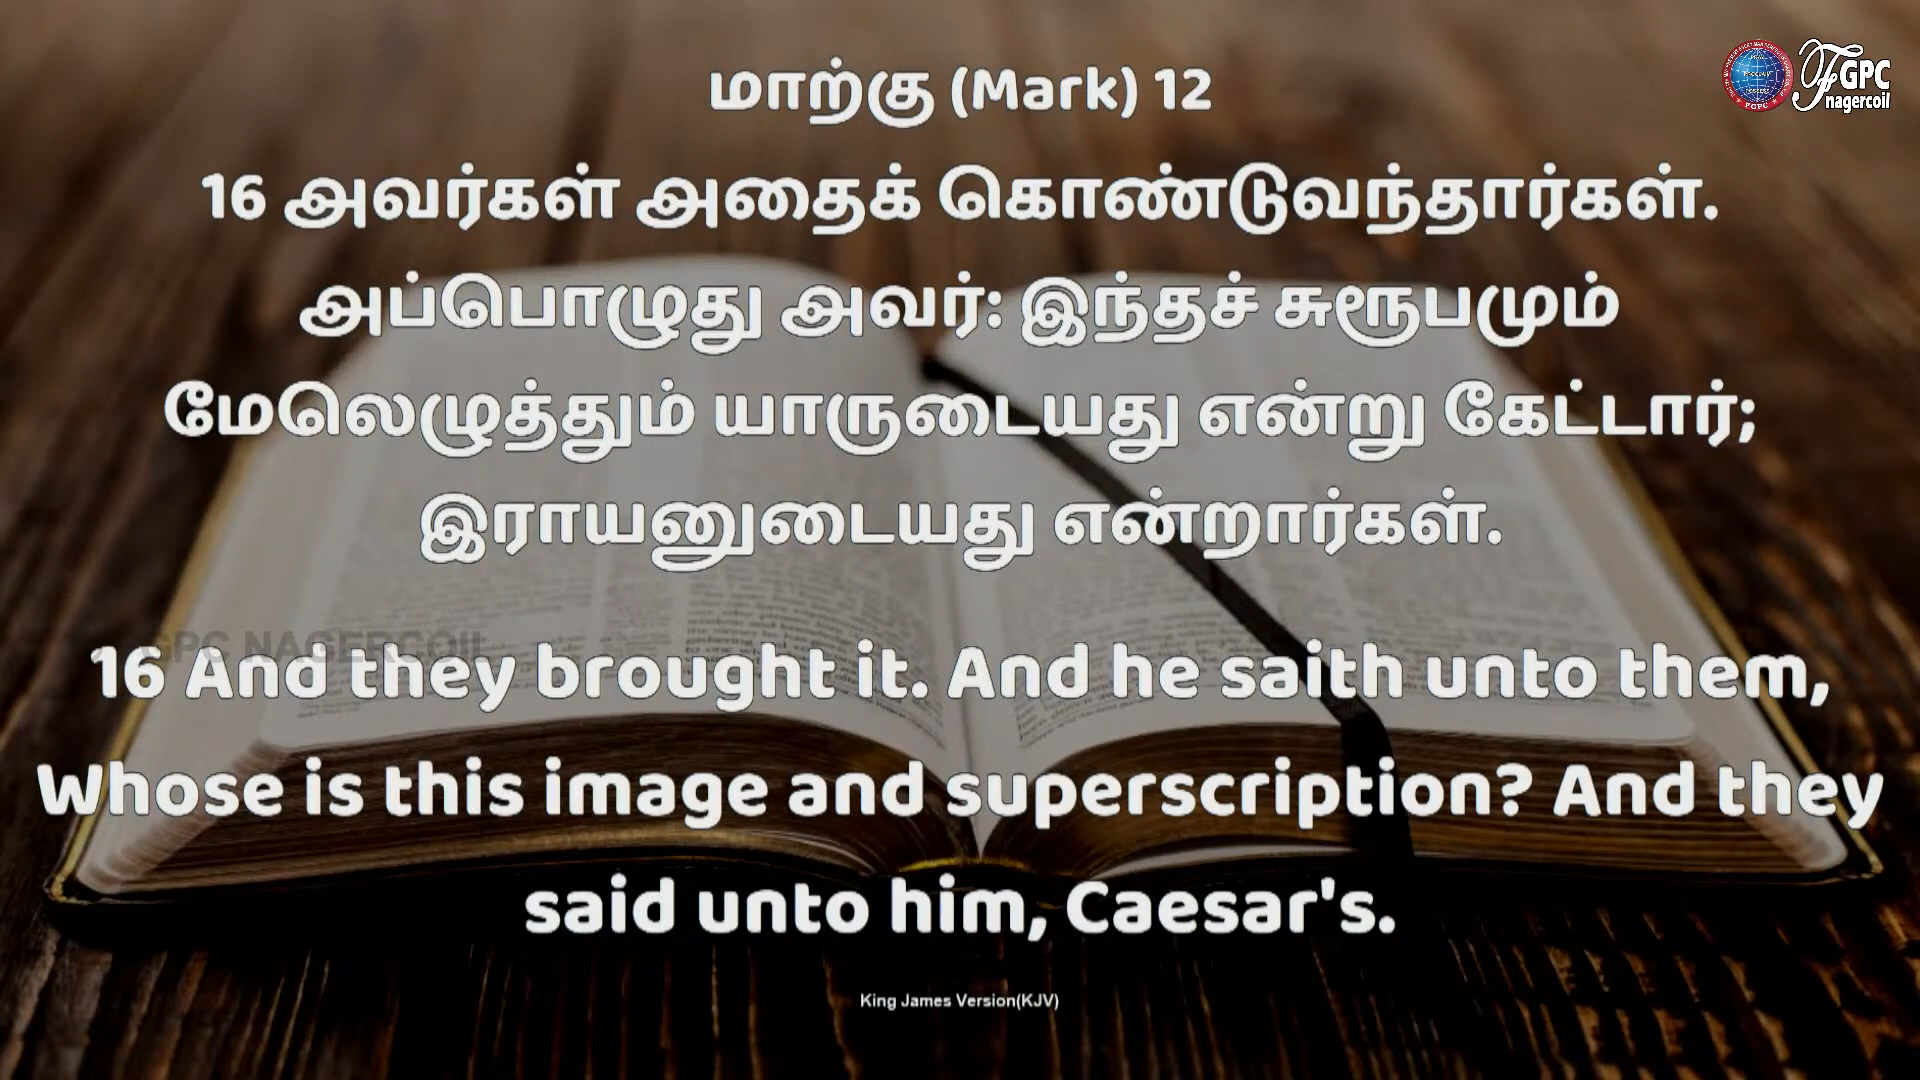 மாற்கு (Mark) 12
FGPC
nagercoil
16 அவர்கள் அதைக் கொண்டுவந்தார்கள்.
அப்பொழுது அவர்: இந்தச் சுரூபமும்
மேலெழுத்தும் யாருடையது என்று கேட்டார்;
இராயனுடையது என்றார்கள்.
GPC NAGERCOIL
16 And they brought it. And he saith unto them,
Whose is this image and superscription? And they
said unto him, Caesar's.
King James Version(KJV)